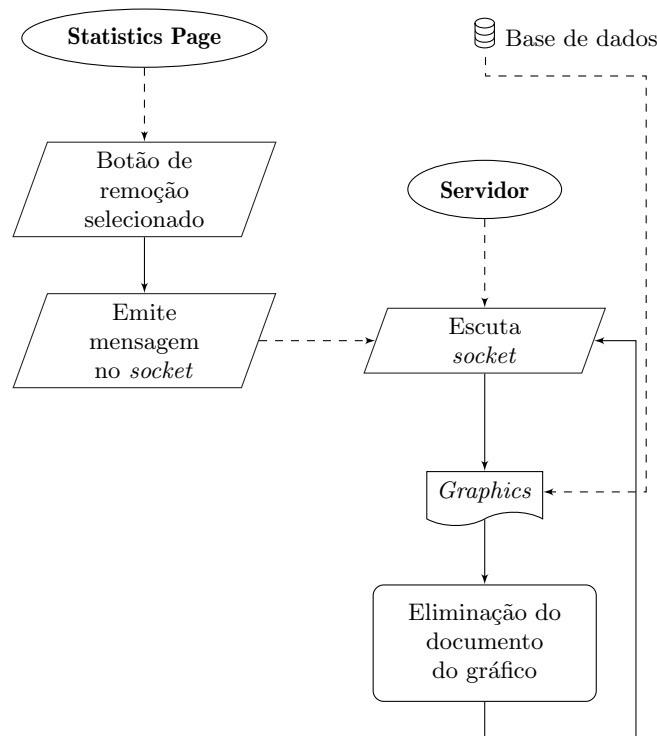 Statistics Page
Base de dados
Botão de
remoção
selecionado
Servidor
Emite
mensagem
no socket
Escuta
socket
Graphics
Eliminação do
documento
do gráfico